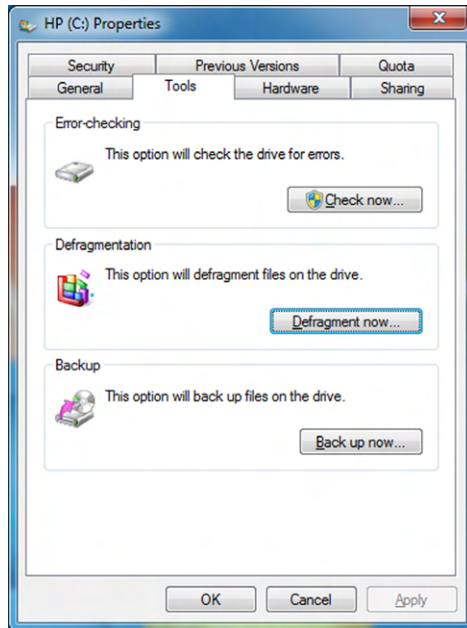 HP (C:) Properties
Security Previous Versions Quota
General Tools Hardware Sharing
Error-checking
This option will check the drive for errors.
Check now...
Defragmentation
This option will defragment files on the drive.
Defragment now...
Backup
This option will back up files on the drive.
Back up now...
OK Cancel Apply